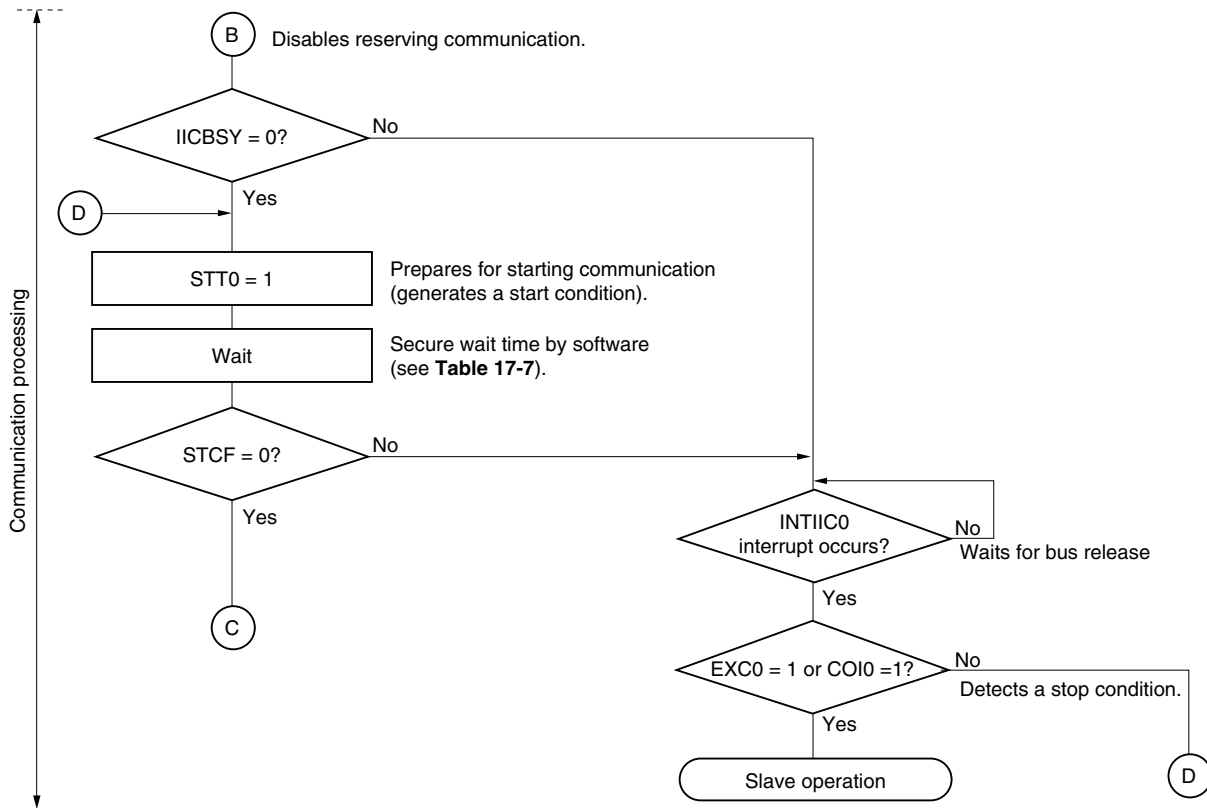 B
Disables reserving communication.
IICBSY = 0?
No
Yes
D
STT0 = 1
Prepares for starting communication
(generates a start condition).
Wait
Secure wait time by software
(see Table 17-7).
STCF = 0?
No
Yes
C
INTIIC0
interrupt occurs?
No
Waits for bus release
Yes
EXC0 = 1 or COI0 =1?
No
Detects a stop condition.
Yes
Slave operation
D
Communication processing